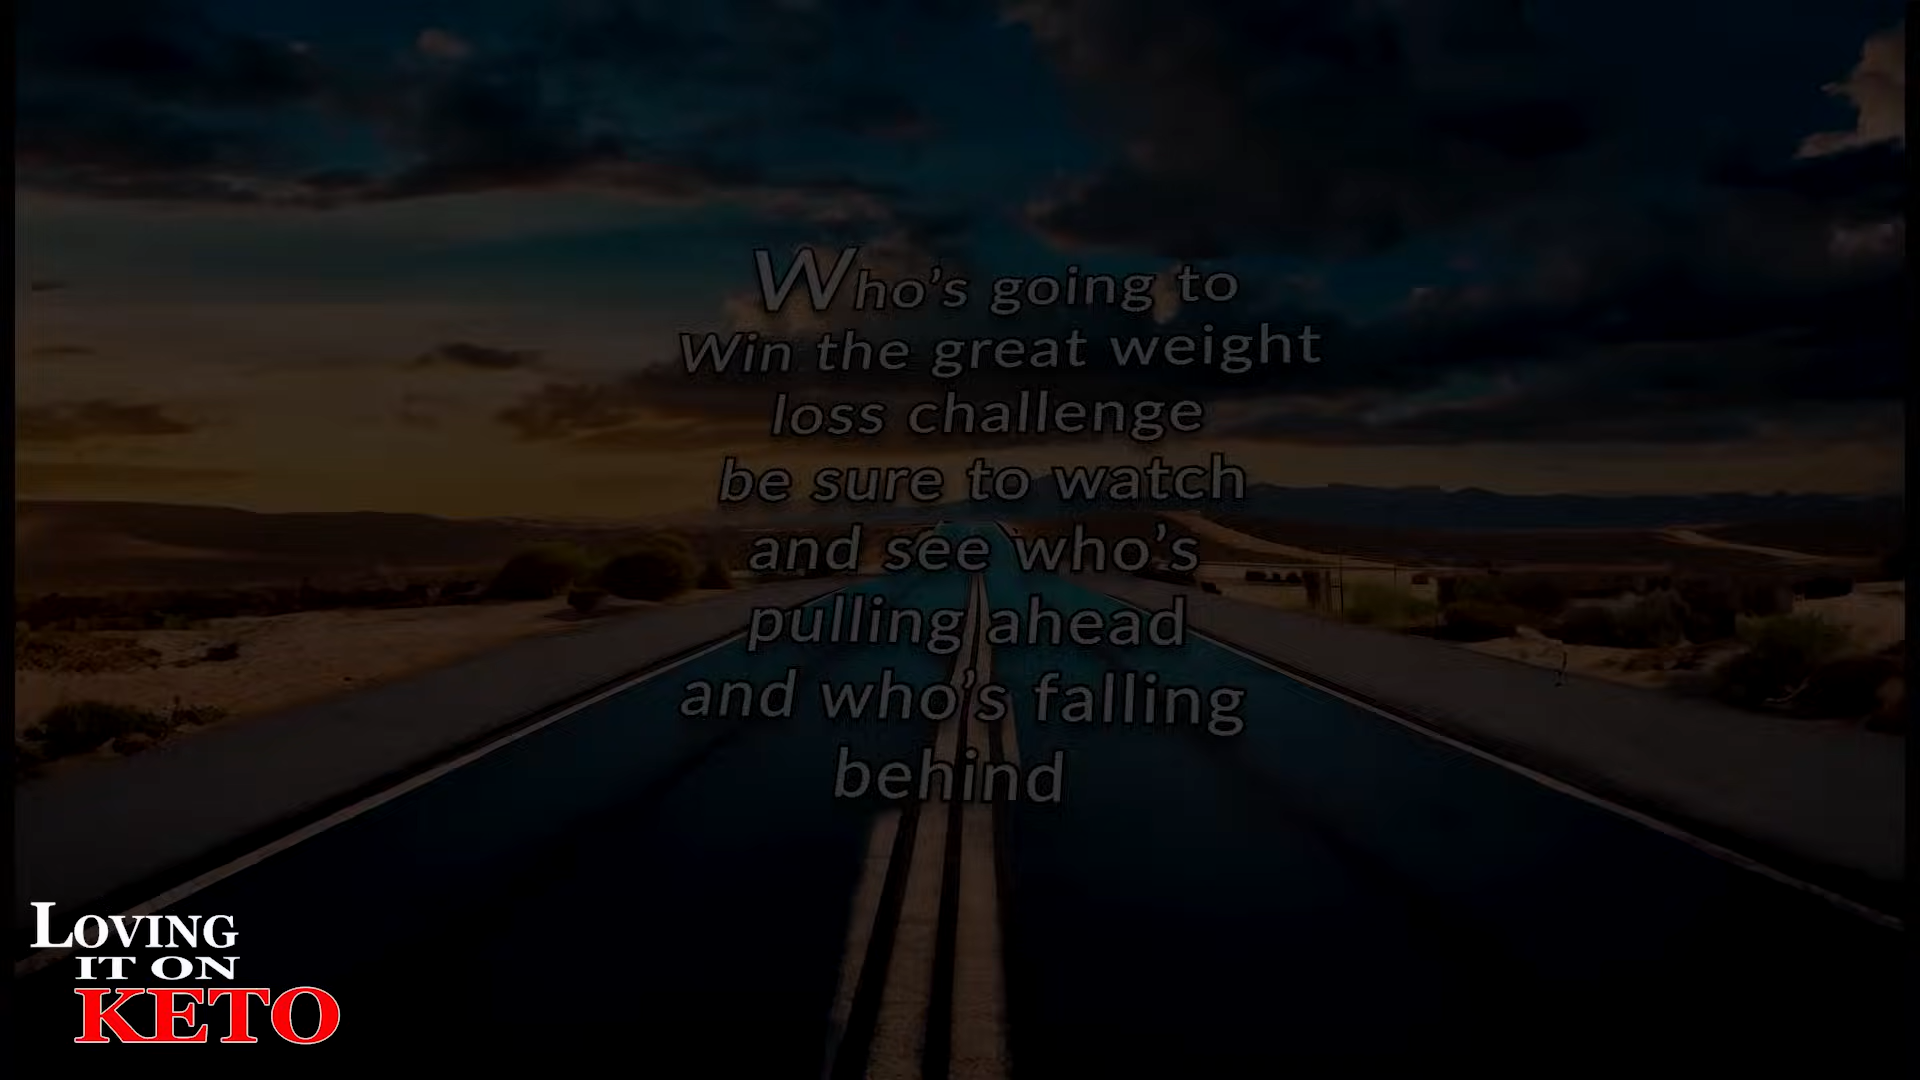 Who's going to
Win the great weight
loss challenge
be sure to watch
and see who's
pulling ahead
and who's falling
behind
LOVING
IT ON
KETO